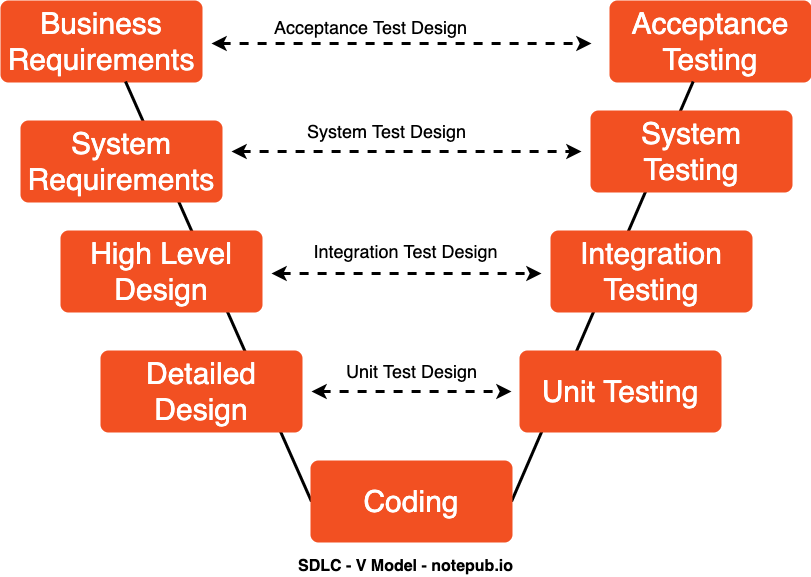 Business
Requirements
Acceptance Test Design
Acceptance
Testing
System
Requirements
System Test Design
System
Testing
High Level
Design
Integration Test Design
Integration
Testing
Detailed
Design
Unit Test Design
Unit Testing
Coding
SDLC - V Model - notepub.io